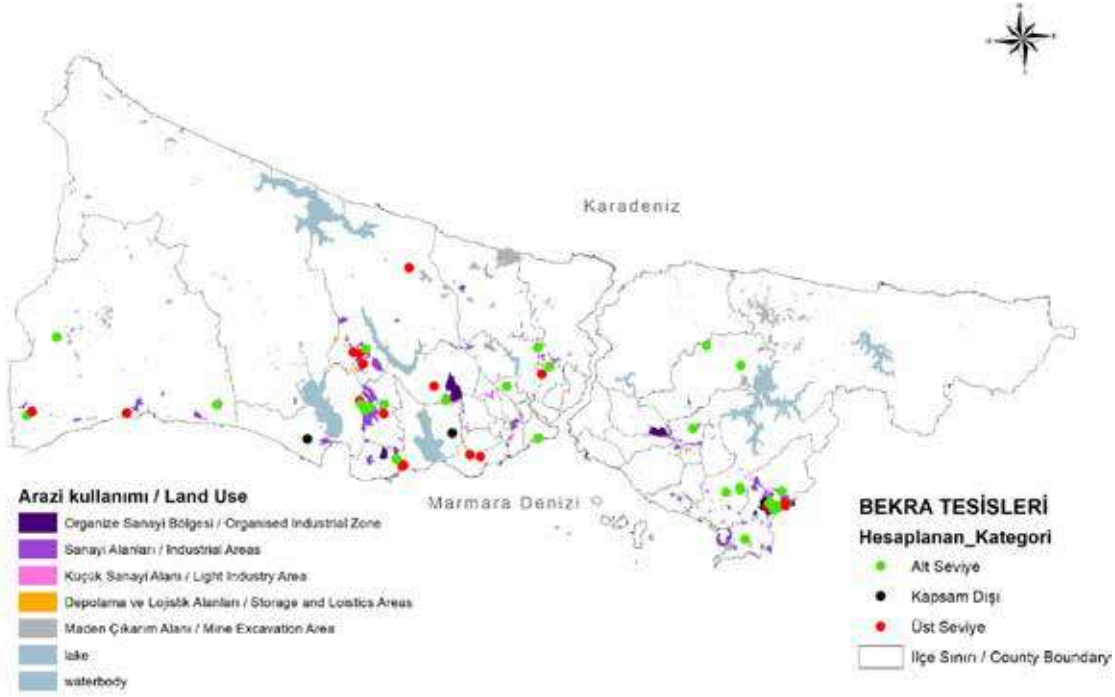 Karadeniz
Marmara Denizi
Arazi kullanımı / Land Use
Organize Sanayi Bölgesi / Organised Industrial Zone
Sanayi Alanları / Industrial Areas
Küçük Sanayi Alanı / Light Industry Area
Depolama ve Lojistik Alanları / Storage and Loistics Areas
Maden Çıkarım Alanı / Mine Excavation Area
lake
waterbody
BEKRA TESİSLERİ
Hesaplanan_Kategori
Alt Seviye
Kapsam Dışı
Üst Seviye
İlçe Sınırı / County Boundary